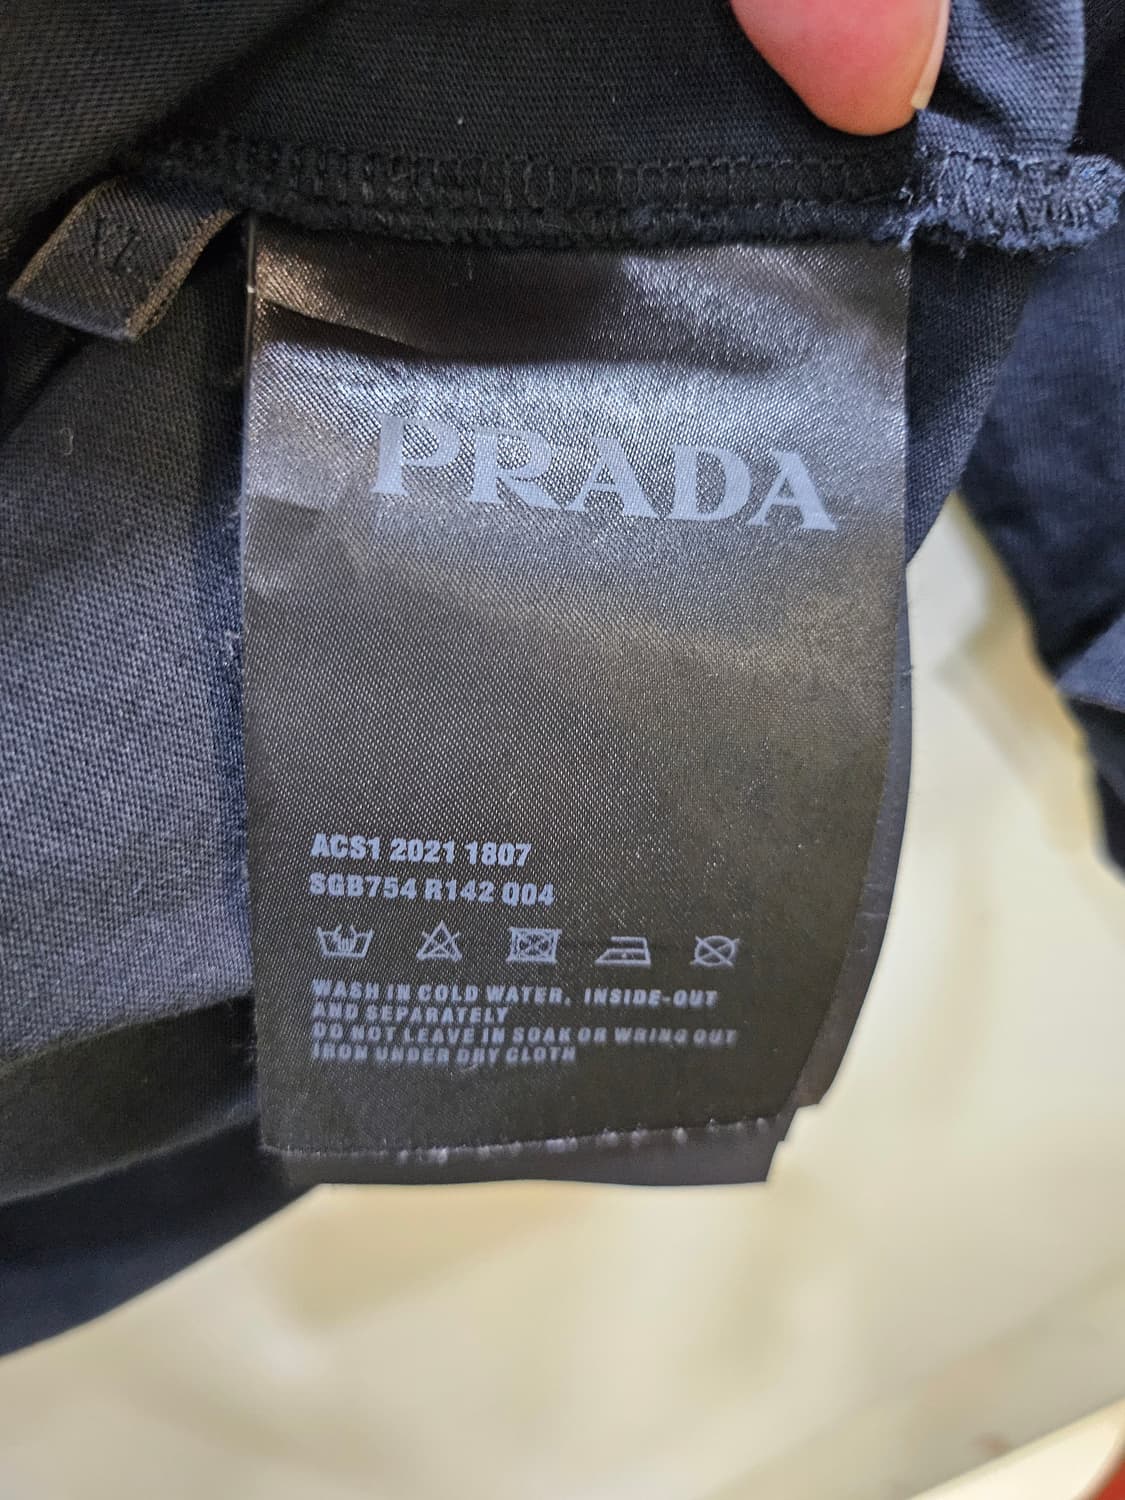 XL
PRADA
ACS1 2021 1807
SGB754 R142 Q04
WASH IN COLD WATER, INSIDE-OUT
AND SEPARATELY
DO NOT LEAVE IN SOAK OR WRING OUT
IRON UNDER DRY CLOTH